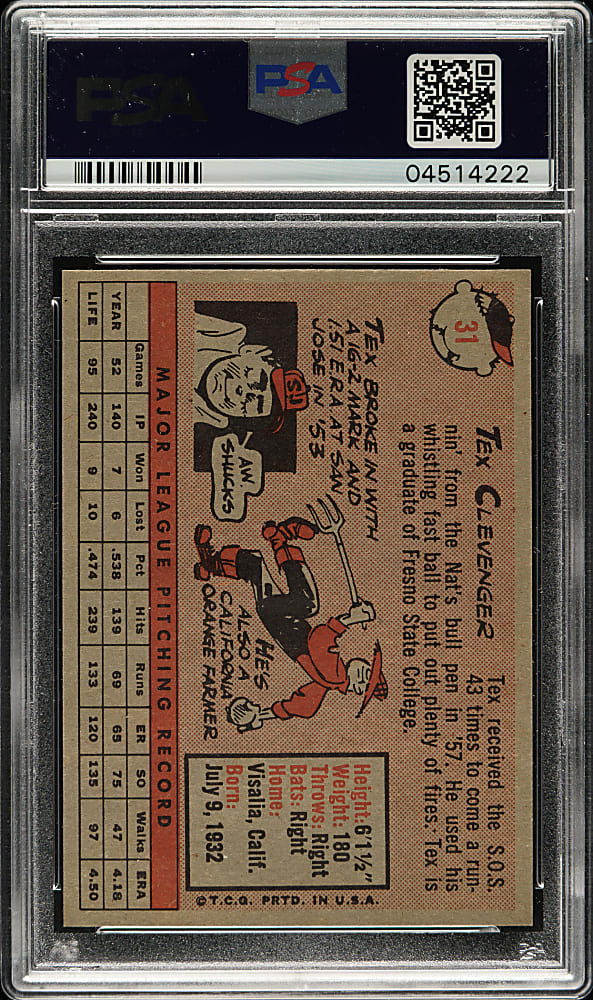 PSA
PSA
04514222
31
TEX CLEVENGER
Tex received the S.O.S.
43 times to come a run-
nin' from the Nat's bull pen in '57. He used his
whistling fast ball to put out plenty of fires. Tex is
a graduate of Fresno State College.
TEX BROKE IN WITH
A 16-2 MARK AND
1.51 ERA AT SAN
JOSE IN '53
SJ
AW
SHUCKS
HE'S
ALSO A
CALIFORNIA
ORANGE FARMER
Height: 6'1½"
Weight: 180
Throws: Right
Bats: Right
Home:
Visalia, Calif.
Born:
July 9, 1932
©T.C.G. PRTD. IN U.S.A.
MAJOR LEAGUE PITCHING RECORD
Games IP Won Lost Pct Hits Runs ER SO Walks ERA
YEAR 52 140 7 6 .538 139 69 65 75 47 4.18
LIFE 95 240 9 10 .474 239 133 120 135 97 4.50